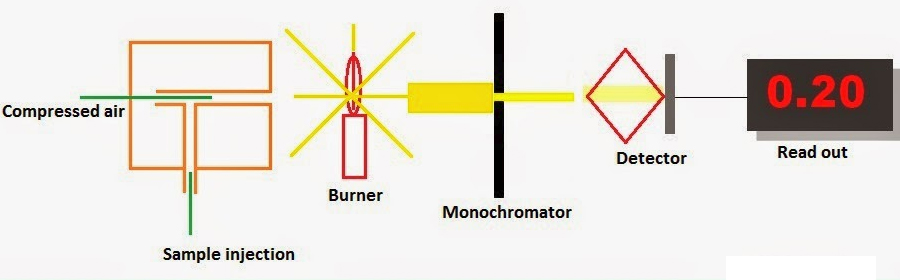 Compressed air
Sample injection
Burner
Monochromator
Detector
0.20
Read out